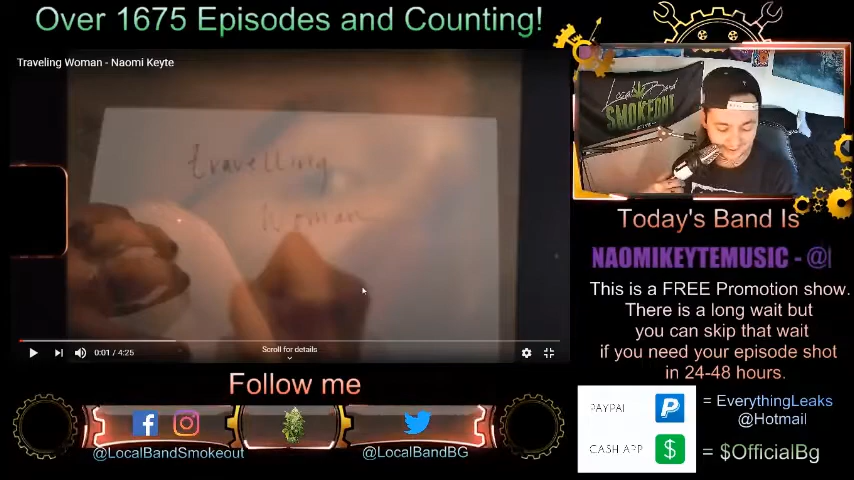 Over 1675 Episodes and Counting!
Traveling Woman - Naomi Keyte
travelling
Woman
Local Band
SMOKEOUT
Today's Band Is
NAOMIKEYTEMUSIC - @
This is a FREE Promotion show.
There is a long wait but
you can skip that wait
if you need your episode shot
in 24-48 hours.
0:01 / 4:25
Scroll for details
Follow me
@LocalBandSmokeout
@LocalBandBG
PAYPAL
= EverythingLeaks
@Hotmail
CASH APP
= $OfficialBg